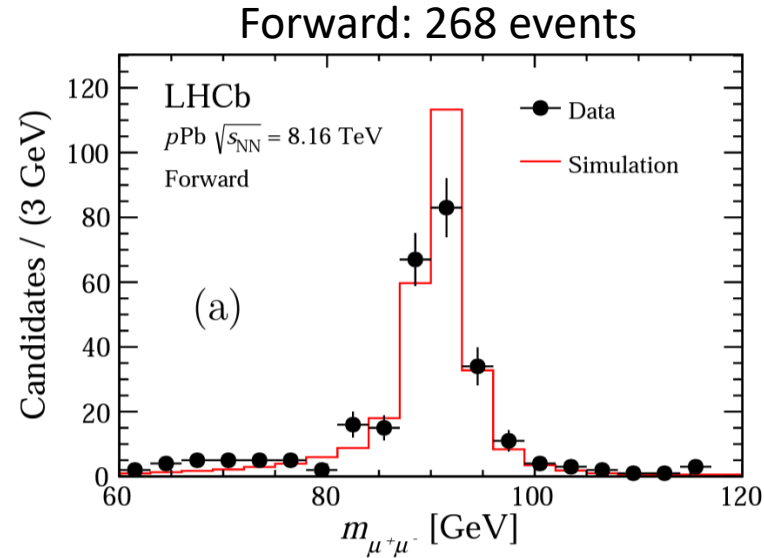 Forward: 268 events
LHCb
pPb √sNN = 8.16 TeV
Forward
Data
Simulation
(a)
Candidates / (3 GeV)
120
100
80
60
40
20
0
60
80
100
120
mμ+μ- [GeV]